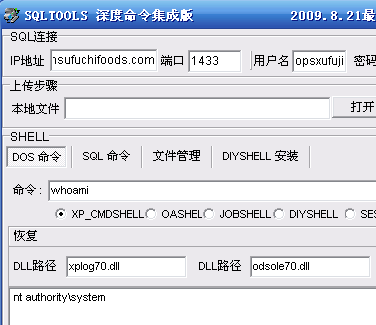 SQLTOOLS 深度命令集成版 2009.8.21最
SQL连接
IP地址 nsufuchifoods.com 端口 1433 用户名 opsxufuji 密码
上传步骤
本地文件 打开
SHELL
DOS 命令 SQL 命令 文件管理 DIYSHELL 安装
命令: whoami
XP_CMDSHELL OASHEL JOBSHELL DIYSHELL SES
恢复
DLL路径 xplog70.dll DLL路径 odsole70.dll
nt authority\system